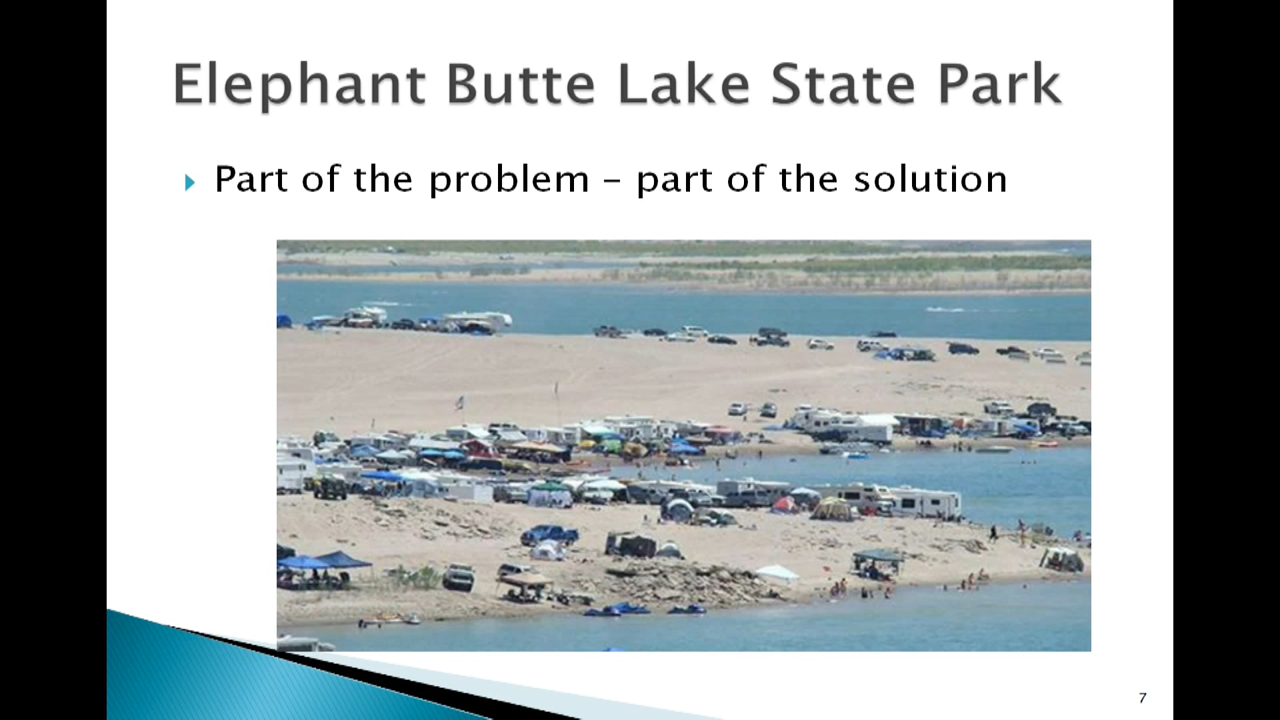 Elephant Butte Lake State Park
Part of the problem – part of the solution
7